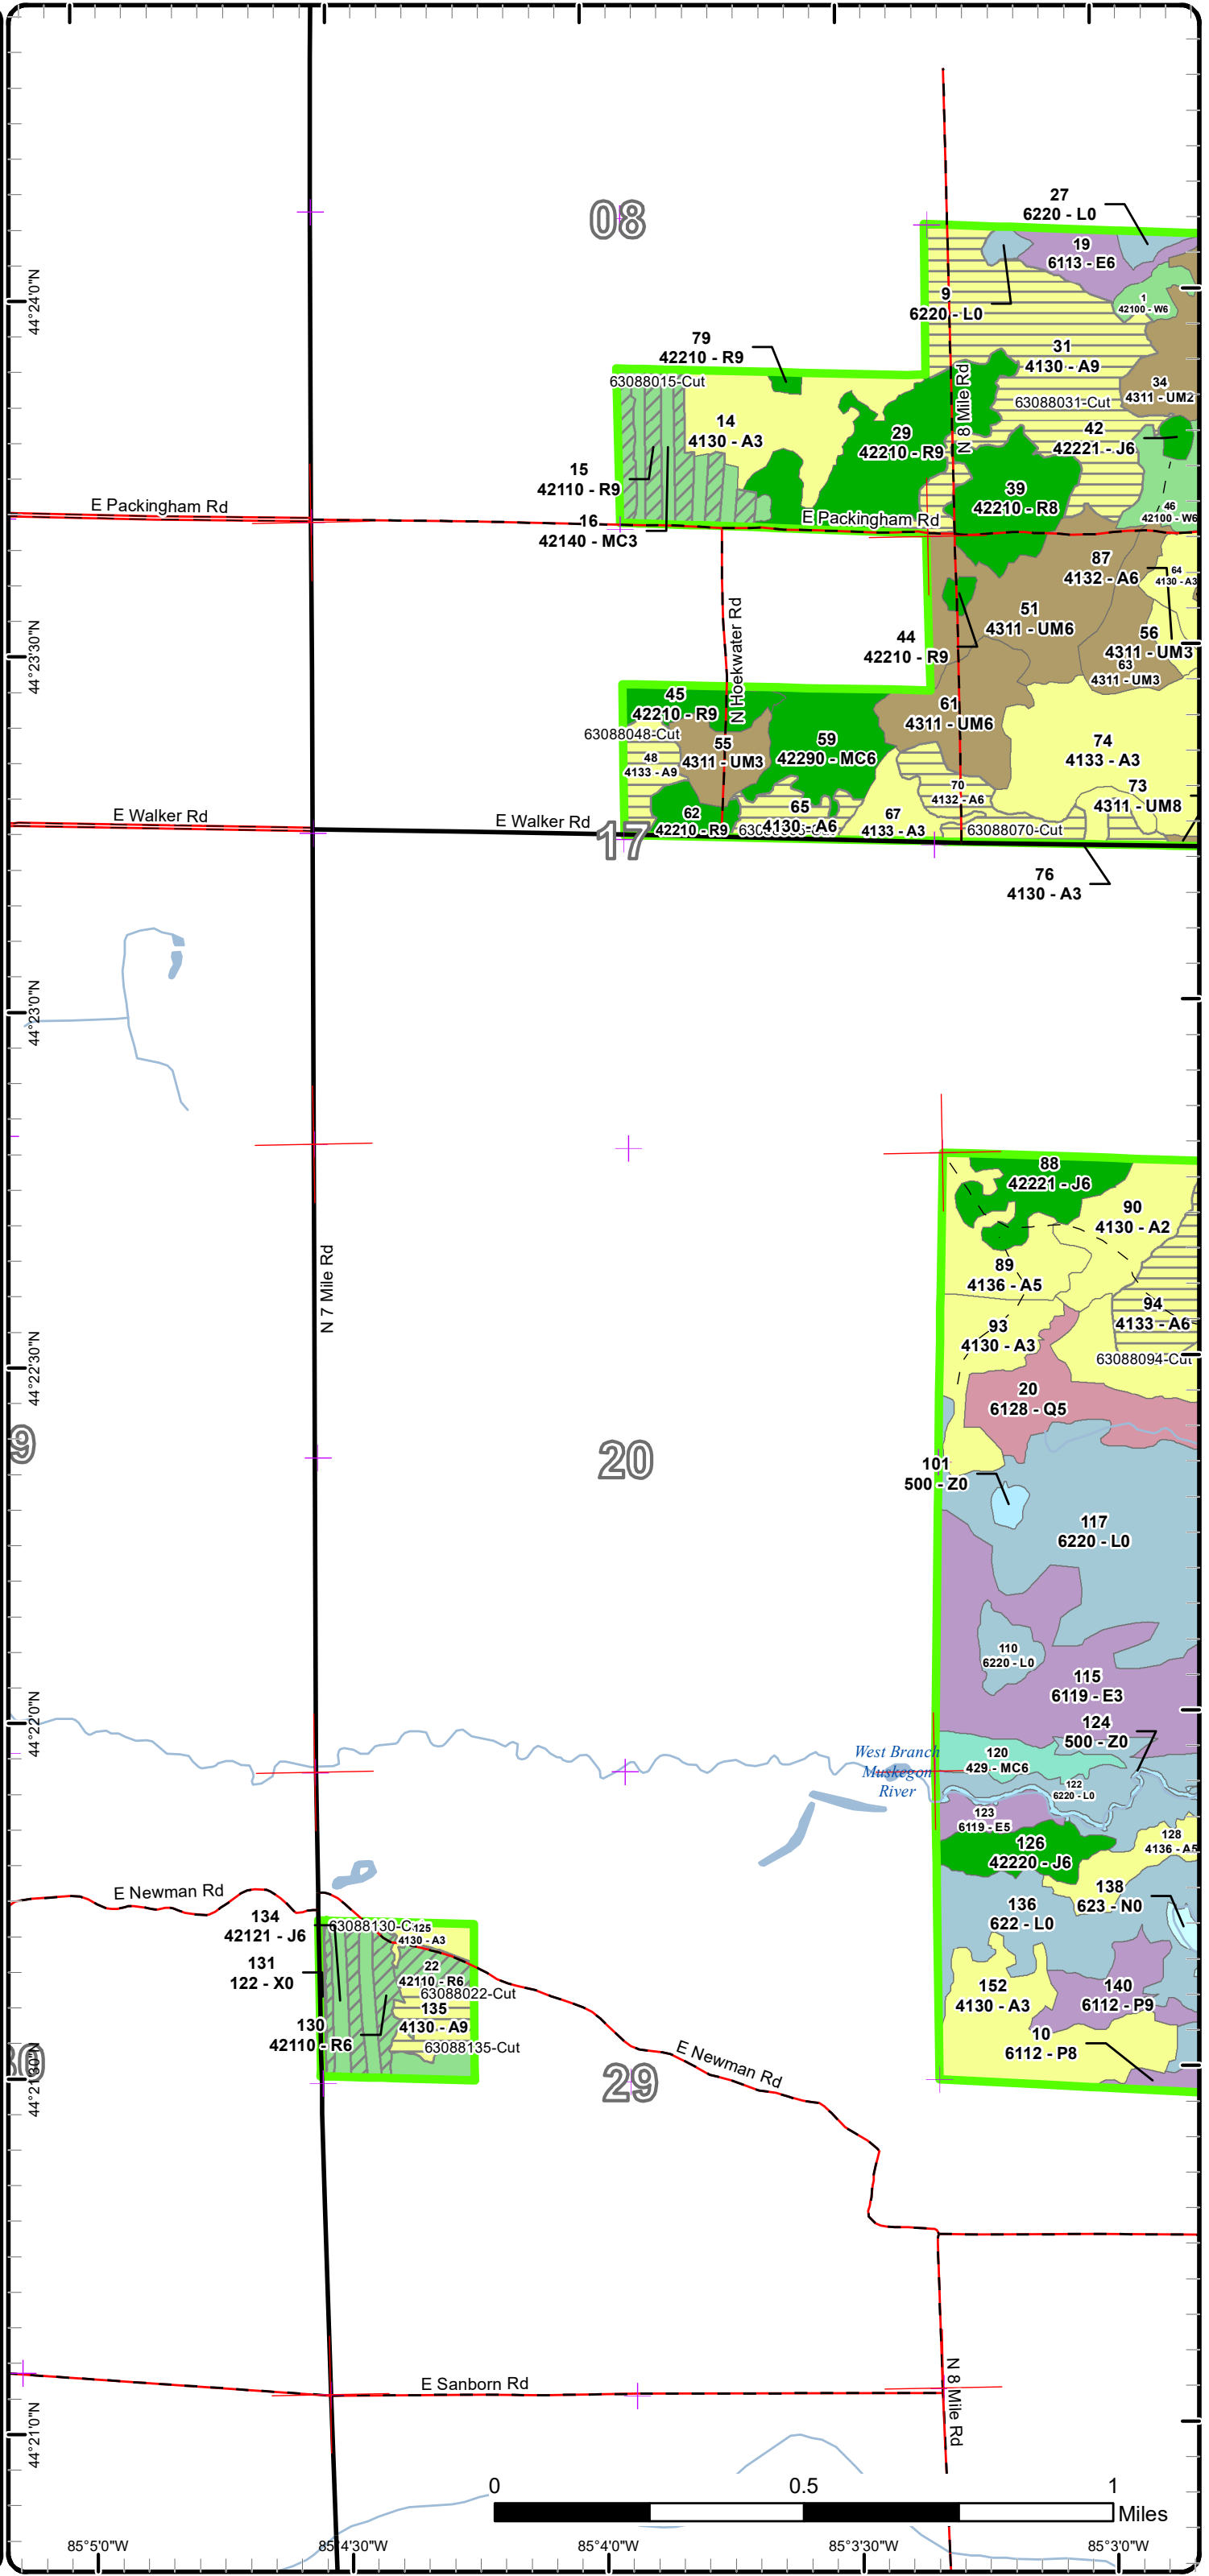 08
27
6220 - L0
19
6113 - E6
1
42100 - W6
9
6220 - L0
44°24'0"N
79
42210 - R9
31
4130 - A9
63088015-Cut
34
4311 - UM2
63088031-Cut
N 8 Mile Rd
14
4130 - A3
29
42210 - R9
42
42221 - J6
15
42110 - R9
39
42210 - R8
46
42100 - W6
E Packingham Rd
16
42140 - MC3
E Packingham Rd
87
4132 - A6
64
4130 - A3
51
4311 - UM6
44°23'30"N
N Hoekwater Rd
44
42210 - R9
56
4311 - UM3
63
4311 - UM3
45
42210 - R9
61
4311 - UM6
63088048-Cut
48
4133 - A9
55
4311 - UM3
59
42290 - MC6
74
4133 - A3
70
4132 - A6
73
4311 - UM8
E Walker Rd
E Walker Rd
62
42210 - R9
65
4130 - A6
67
4133 - A3
63088070-Cut
17
76
4130 - A3
44°23'0"N
88
42221 - J6
90
4130 - A2
N 7 Mile Rd
89
4136 - A5
94
4133 - A6
93
4130 - A3
63088094-Cut
44°22'30"N
20
6128 - Q5
9
20
101
500 - Z0
117
6220 - L0
110
6220 - L0
115
6119 - E3
44°22'0"N
124
500 - Z0
West Branch
Muskegon
River
120
429 - MC6
122
6220 - L0
123
6119 - E5
126
42220 - J6
128
4136 - A5
E Newman Rd
138
623 - N0
134
42121 - J6
63088130-C
125
4130 - A3
136
622 - L0
131
122 - X0
22
42110 - R6
63088022-Cut
152
4130 - A3
140
6112 - P9
135
4130 - A9
130
42110 - R6
63088135-Cut
10
6112 - P8
E Newman Rd
30
44°21'30"N
29
E Sanborn Rd
N 8 Mile Rd
44°21'0"N
0 0.5 1
Miles
85°5'0"W 85°4'30"W 85°4'0"W 85°3'30"W 85°3'0"W